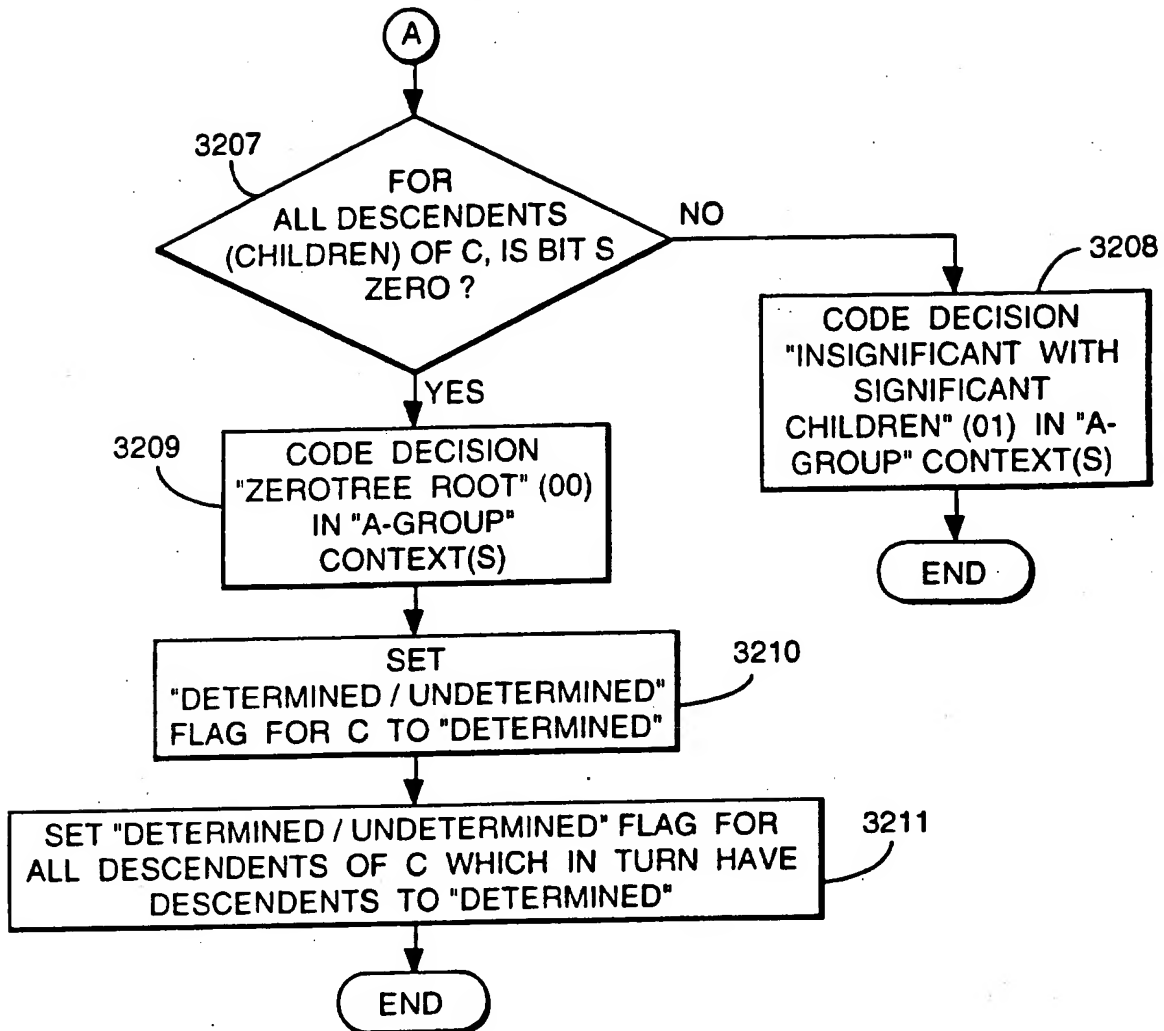 A
3207
FOR
ALL DESCENDENTS
(CHILDREN) OF C, IS BIT S
ZERO ?
NO
3208
CODE DECISION
"INSIGNIFICANT WITH
SIGNIFICANT
CHILDREN" (01) IN "A-
GROUP" CONTEXT(S)
END
YES
3209
CODE DECISION
"ZEROTREE ROOT" (00)
IN "A-GROUP"
CONTEXT(S)
SET
"DETERMINED / UNDETERMINED"
FLAG FOR C TO "DETERMINED"
3210
SET "DETERMINED / UNDETERMINED" FLAG FOR
ALL DESCENDENTS OF C WHICH IN TURN HAVE
DESCENDENTS TO "DETERMINED"
3211
END